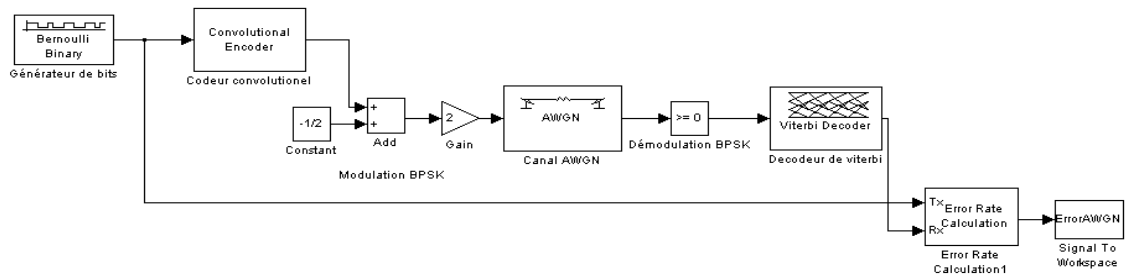 Bernoulli
Binary
Générateur de bits
Convolutional
Encoder
Codeur convolutionel
-1/2
Constant
+
+
Add
2
Gain
Modulation BPSK
AWGN
Canal AWGN
>= 0
Démodulation BPSK
Viterbi Decoder
Decodeur de viterbi
Tx
Rx
Error Rate
Calculation
Error Rate
Calculation1
ErrorAWGN
Signal To
Workspace